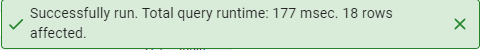 Successfully run. Total query runtime: 177 msec. 18 rows
affected.